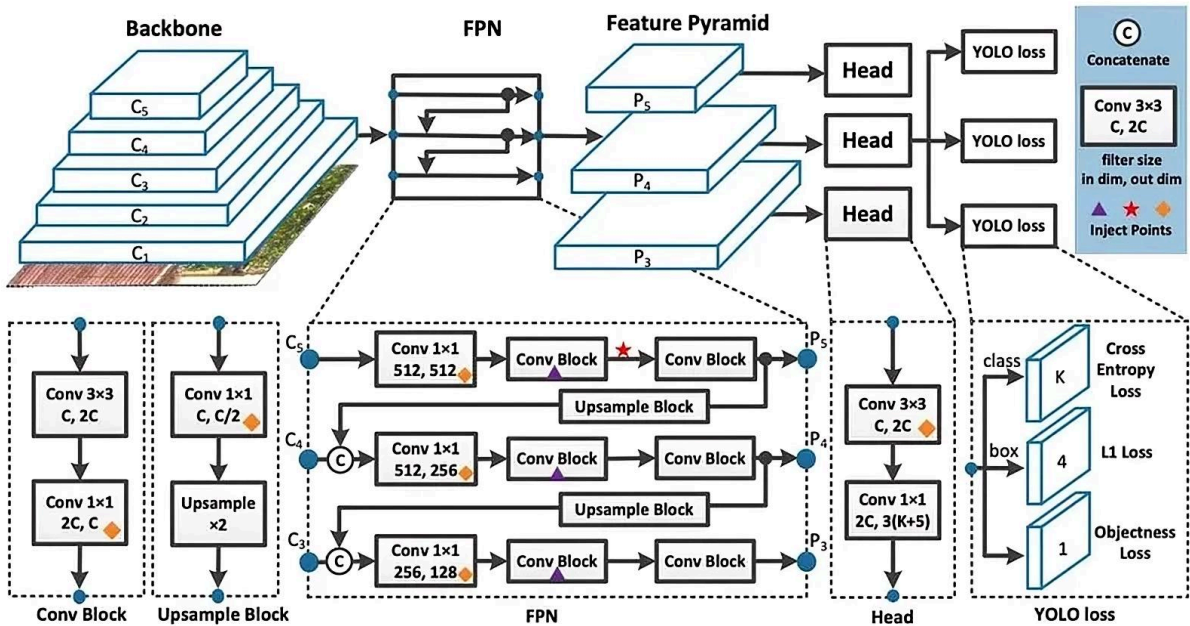 Backbone
FPN
Feature Pyramid
C5
C4
C3
C2
C1
P5
P4
P3
Head
Head
Head
YOLO loss
YOLO loss
YOLO loss
C
Concatenate
Conv 3×3
C, 2C
filter size
in dim, out dim
Inject Points
Conv 3×3
C, 2C
Conv 1×1
2C, C
Conv Block
Conv 1×1
C, C/2
Upsample
×2
Upsample Block
C5
Conv 1×1
512, 512
Conv Block
Conv Block
P5
Upsample Block
C4
C
Conv 1×1
512, 256
Conv Block
Conv Block
P4
Upsample Block
C3
C
Conv 1×1
256, 128
Conv Block
Conv Block
P3
FPN
Conv 3×3
C, 2C
Conv 1×1
2C, 3(K+5)
Head
class
K
Cross
Entropy
Loss
box
4
L1 Loss
1
Objectness
Loss
YOLO loss